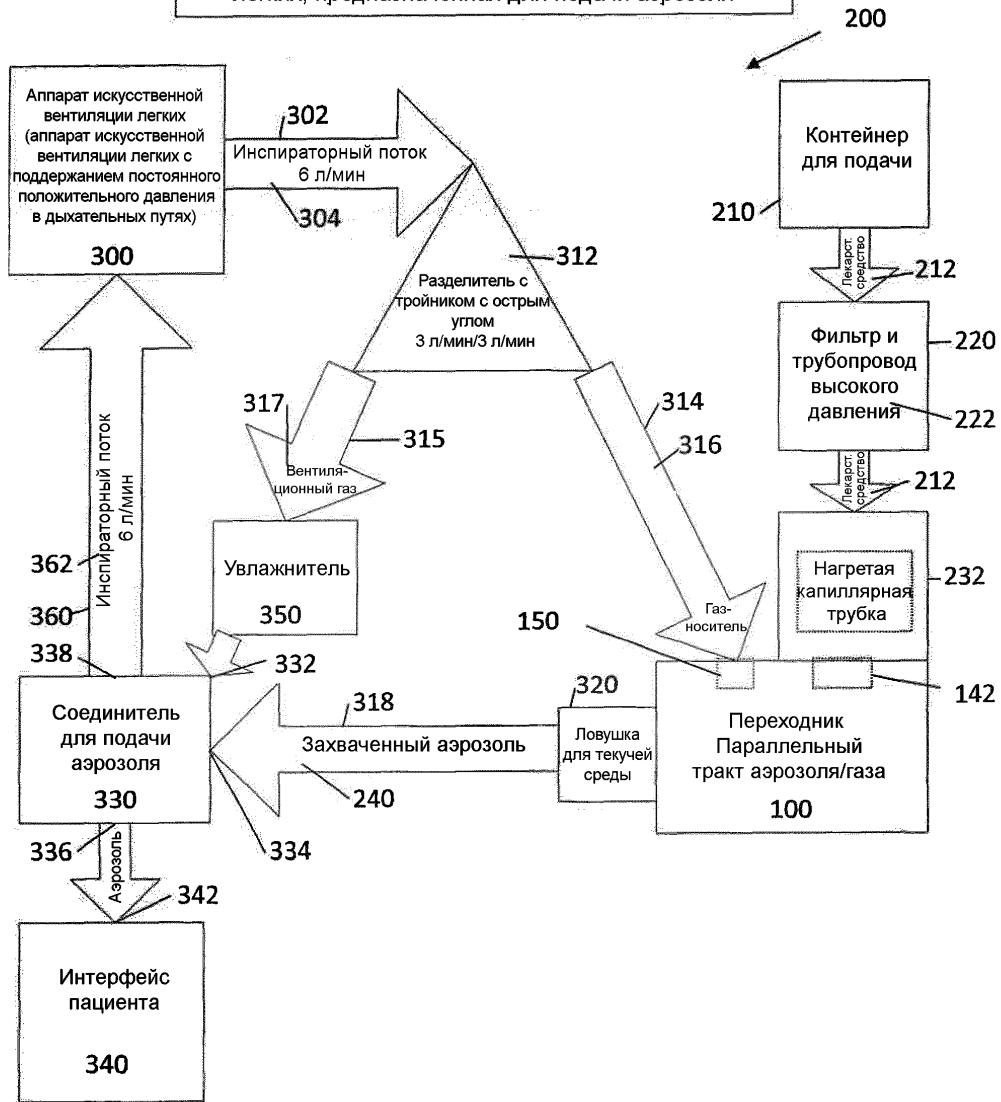 легких, предназначенная для подачи аэрозоля
200
Аппарат искусственной
вентиляции легких
(аппарат искусственной
вентиляции легких с
поддержанием постоянного
положительного давления
в дыхательных путях)
300
302
Инспираторный поток
6 л/мин
304
Контейнер
для подачи
210
Лекарст.
средство
212
312
Разделитель с
тройником с острым
углом
3 л/мин/3 л/мин
Фильтр и
трубопровод
высокого
давления
220
222
317
315
Вентиля-
ционный газ
314
316
Лекарст.
средство
212
Инспираторный поток
6 л/мин
362
360
Увлажнитель
350
Газ-
носитель
Нагретая
капиллярная
трубка
232
150
142
338
332
Соединитель
для подачи
аэрозоля
330
318
Захваченный аэрозоль
240
320
Ловушка
для текучей
среды
Переходник
Параллельный
тракт аэрозоля/газа
100
336
334
Аэрозоль
342
Интерфейс
пациента
340